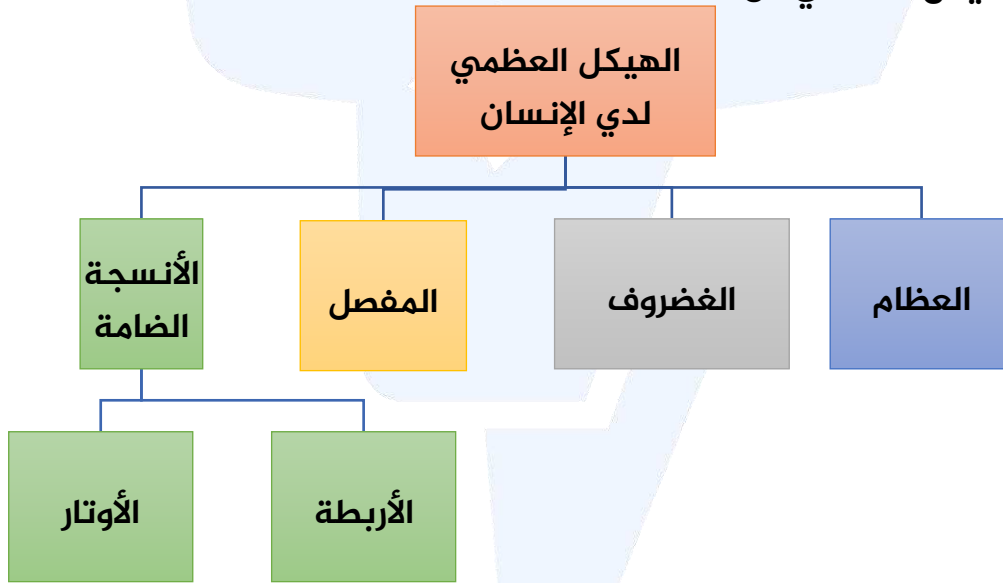 الهيكل العظمي
لدي الإنسان
العظام
الغضروف
المفصل
الأنسجة
الضامة
الأربطة
الأوتار